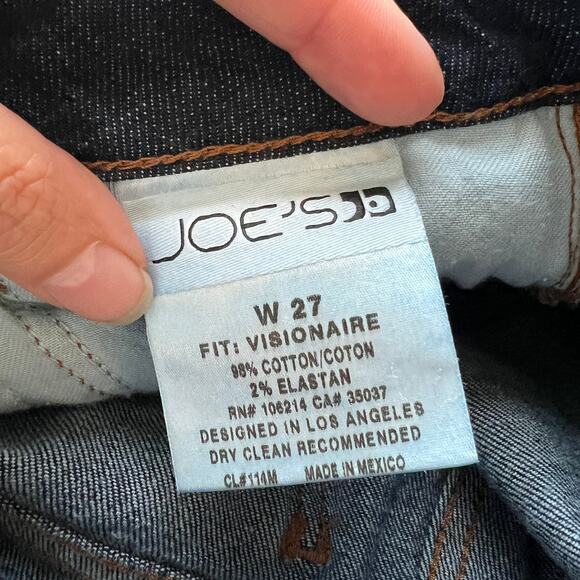 JOE'S
W 27
FIT: VISIONAIRE
98% COTTON/COTON
2% ELASTAN
RN# 106214 CA# 35037
DESIGNED IN LOS ANGELES
DRY CLEAN RECOMMENDED
CL#114M MADE IN MEXICO